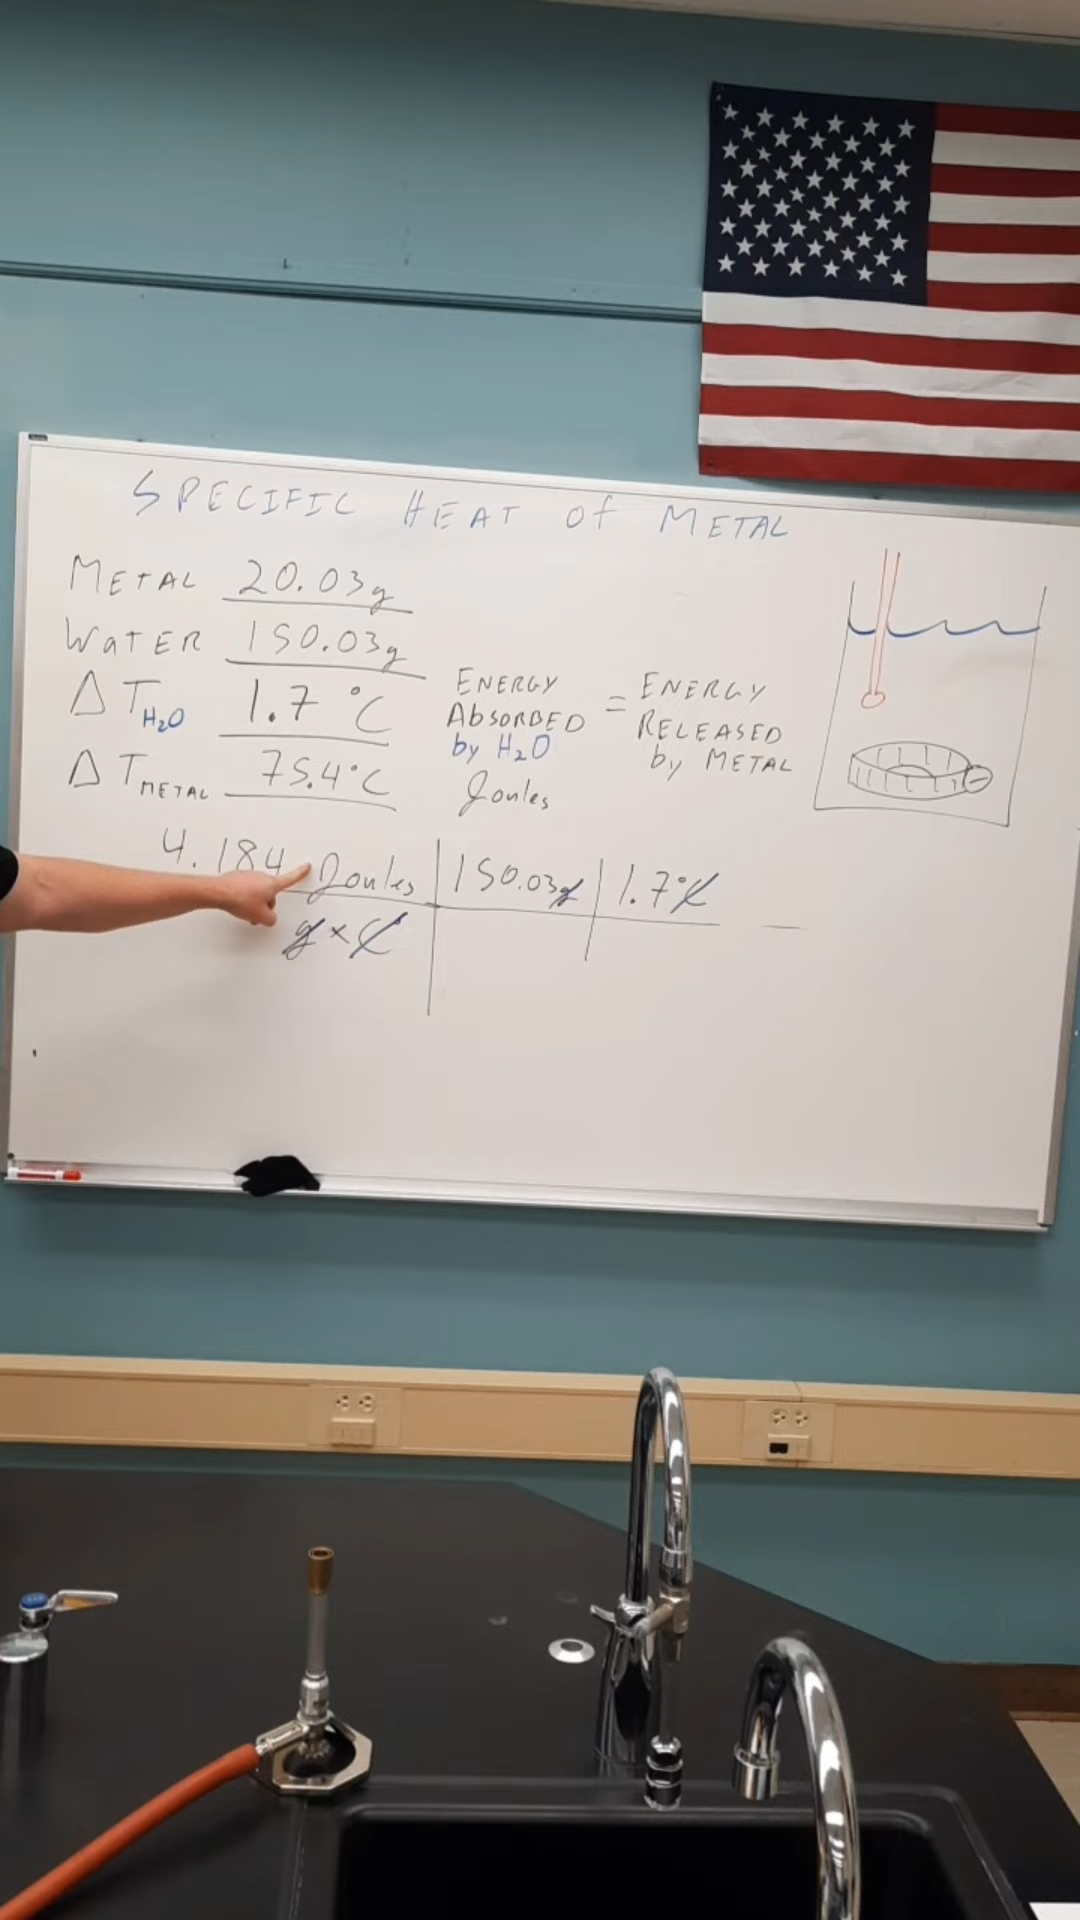 SPECIFIC HEAT of METAL
METAL 20.03g
WaTER 150.03g
ΔT H₂O 1.7 °C
ΔT METAL 75.4°C
ENERGY
AbSORBED
by H₂O
Joules
= ENERGY
RELEASED
by METAL
4.184 Joules | 150.03g | 1.7°C
g × C